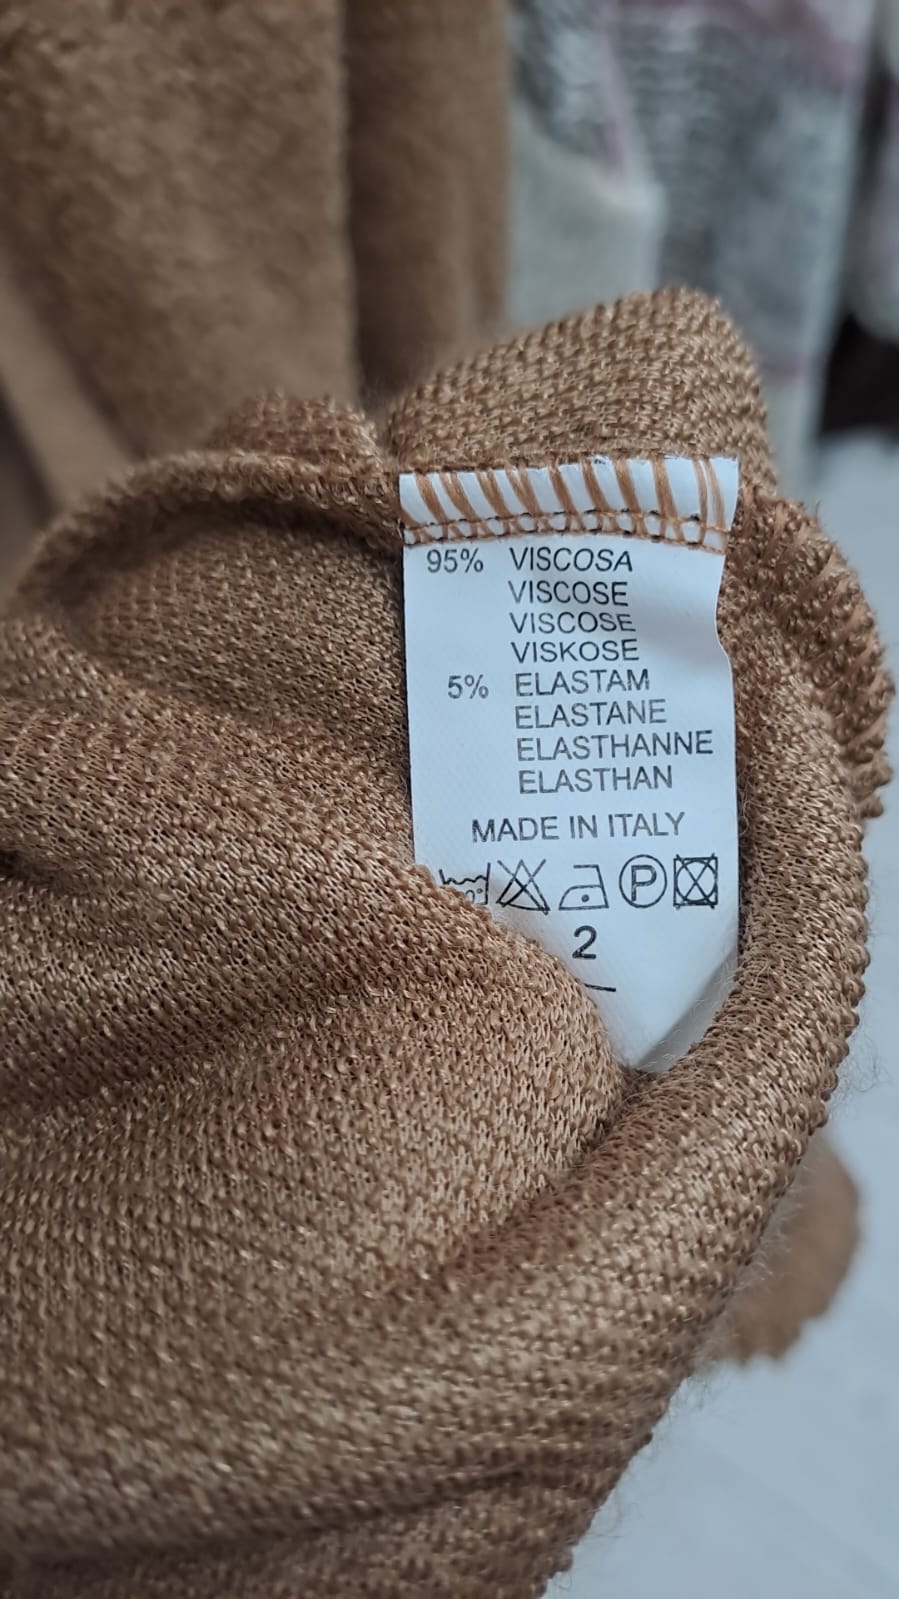 95% VISCOSA
VISCOSE
VISCOSE
VISKOSE
5% ELASTAM
ELASTANE
ELASTHANNE
ELASTHAN
MADE IN ITALY
P
2